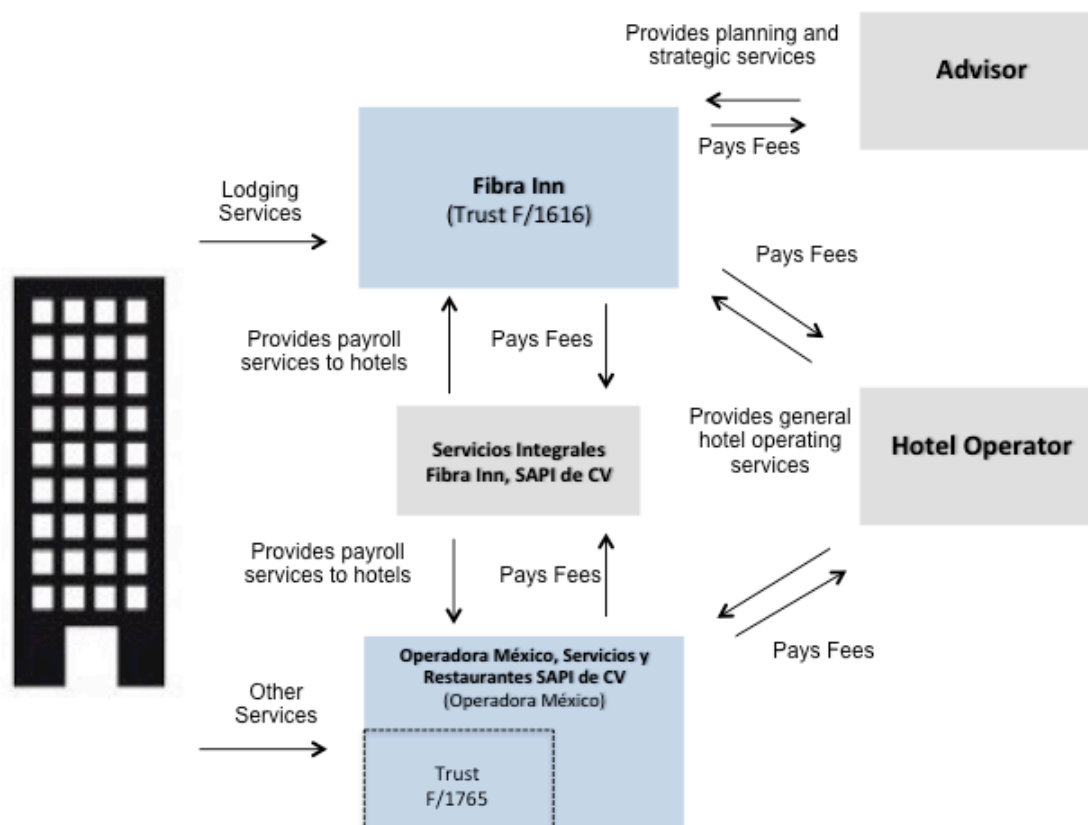 Provides planning and
strategic services
Advisor
Pays Fees
Fibra Inn
(Trust F/1616)
Lodging
Services
Pays Fees
Provides payroll
services to hotels
Pays Fees
Provides general
hotel operating
services
Hotel Operator
Servicios Integrales
Fibra Inn, SAPI de CV
Provides payroll
services to hotels
Pays Fees
Pays Fees
Operadora México, Servicios y
Restaurantes SAPI de CV
(Operadora México)
Other
Services
Trust
F/1765